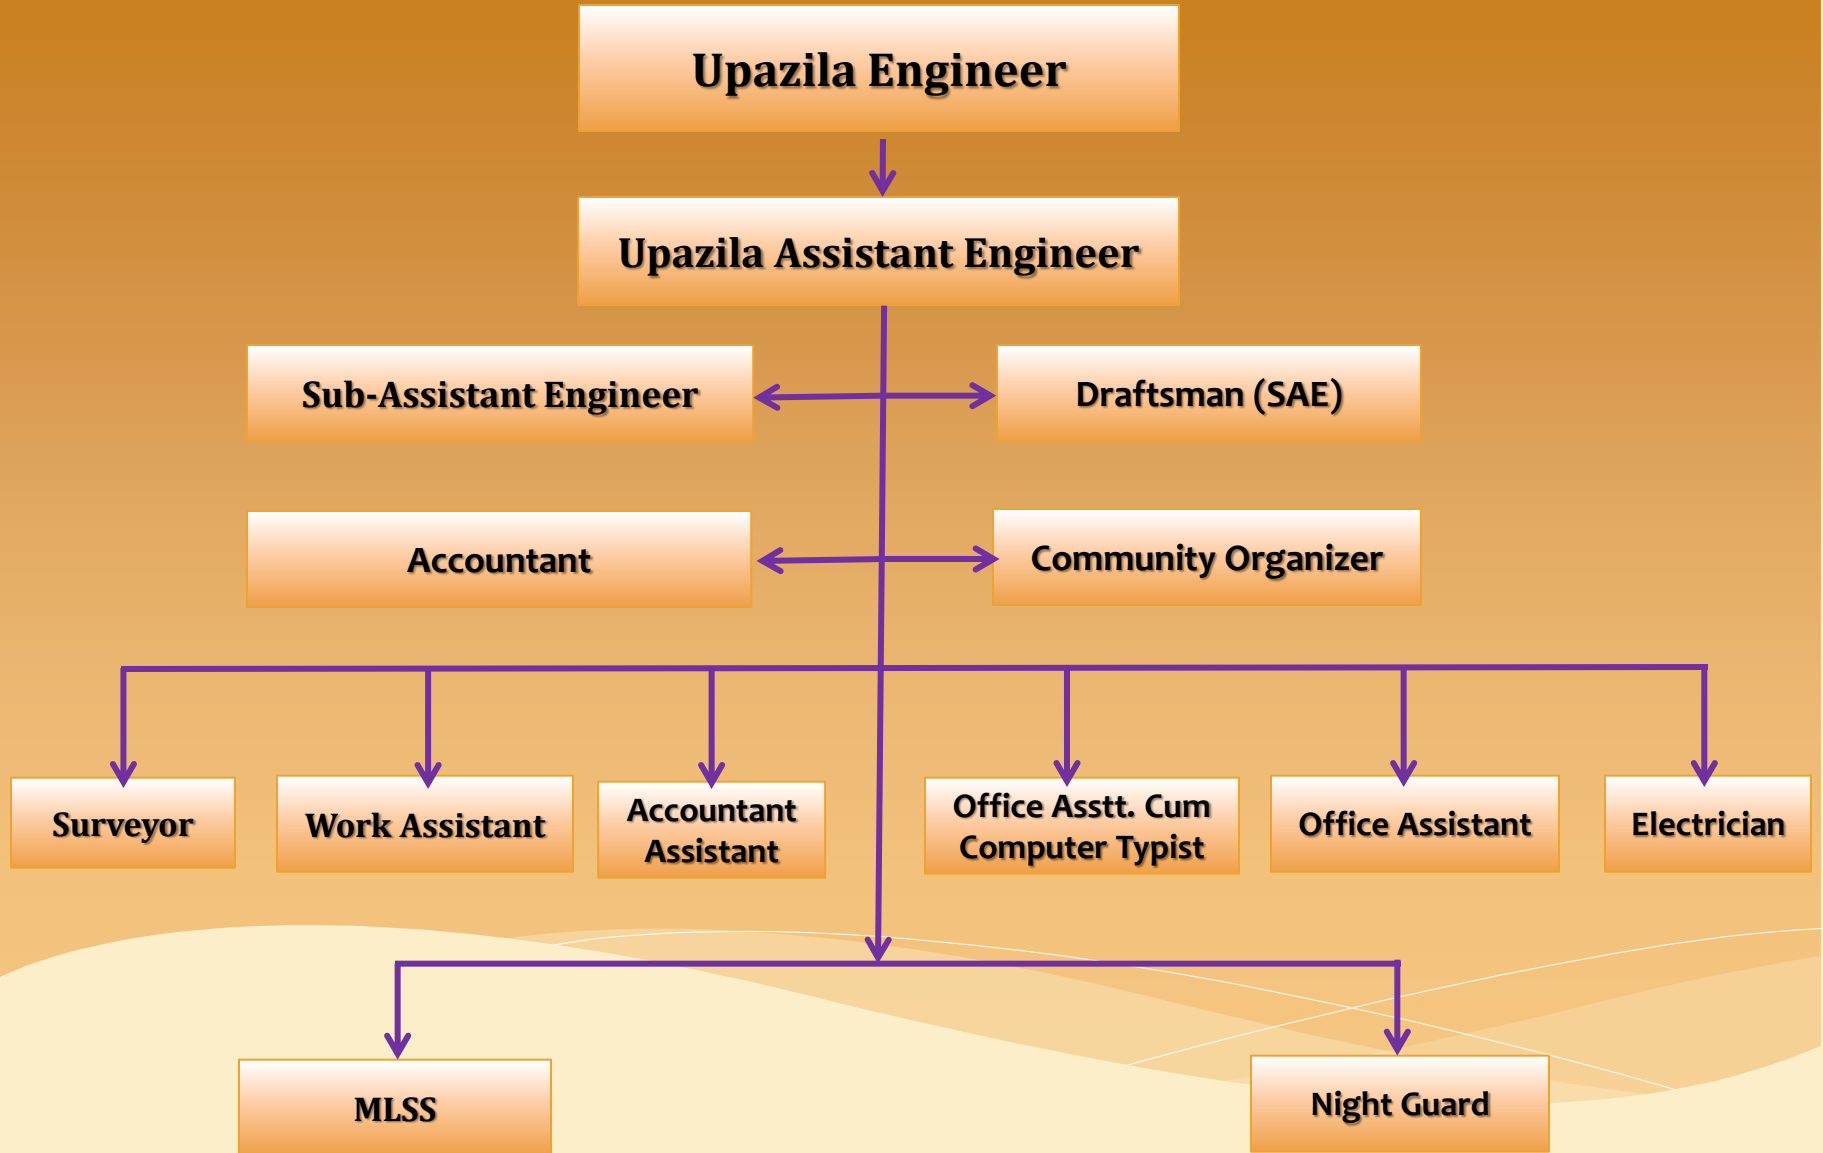 Upazila Engineer
Upazila Assistant Engineer
Sub-Assistant Engineer
Draftsman (SAE)
Accountant
Community Organizer
Surveyor
Work Assistant
Accountant
Assistant
Office Asstt. Cum
Computer Typist
Office Assistant
Electrician
MLSS
Night Guard